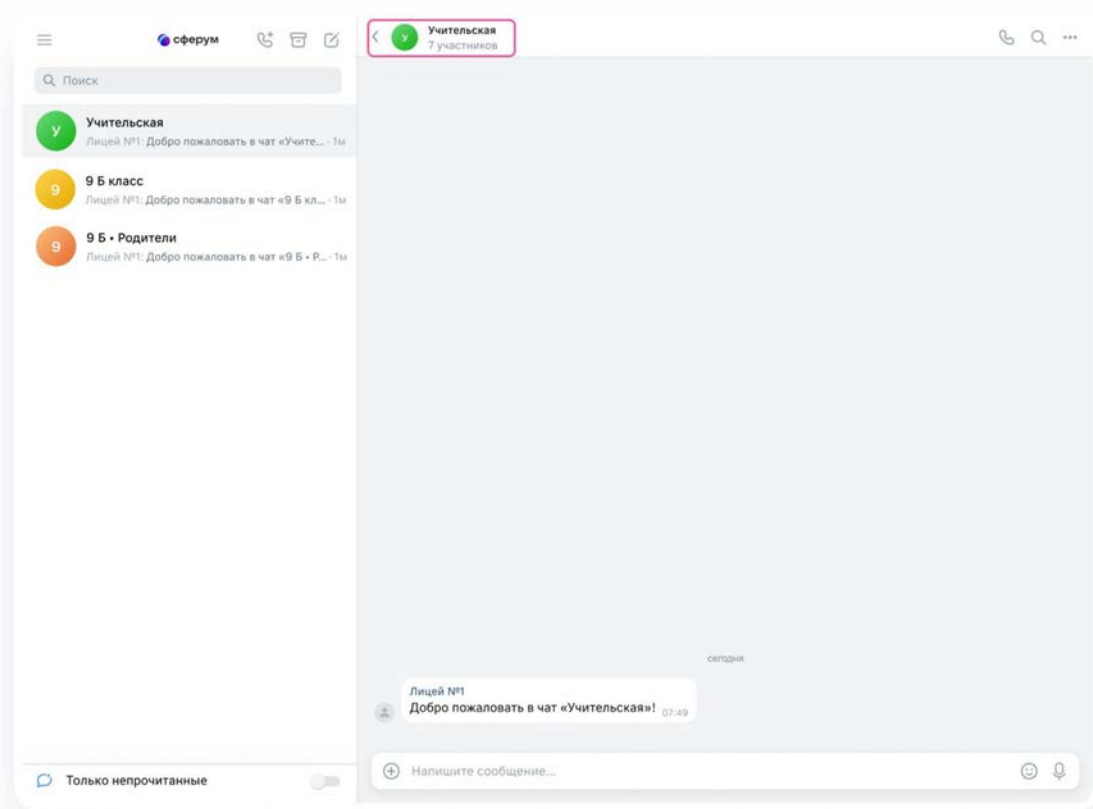 сферум
Поиск
У
Учительская
Лицей №1: Добро пожаловать в чат «Учите... · 1м
9
9 Б класс
Лицей №1: Добро пожаловать в чат «9 Б кл... · 1м
9
9 Б • Родители
Лицей №1: Добро пожаловать в чат «9 Б • Р... · 1м
Только непрочитанные
У
Учительская
7 участников
сегодня
Лицей №1
Добро пожаловать в чат «Учительская»! 07:49
Напишите сообщение...